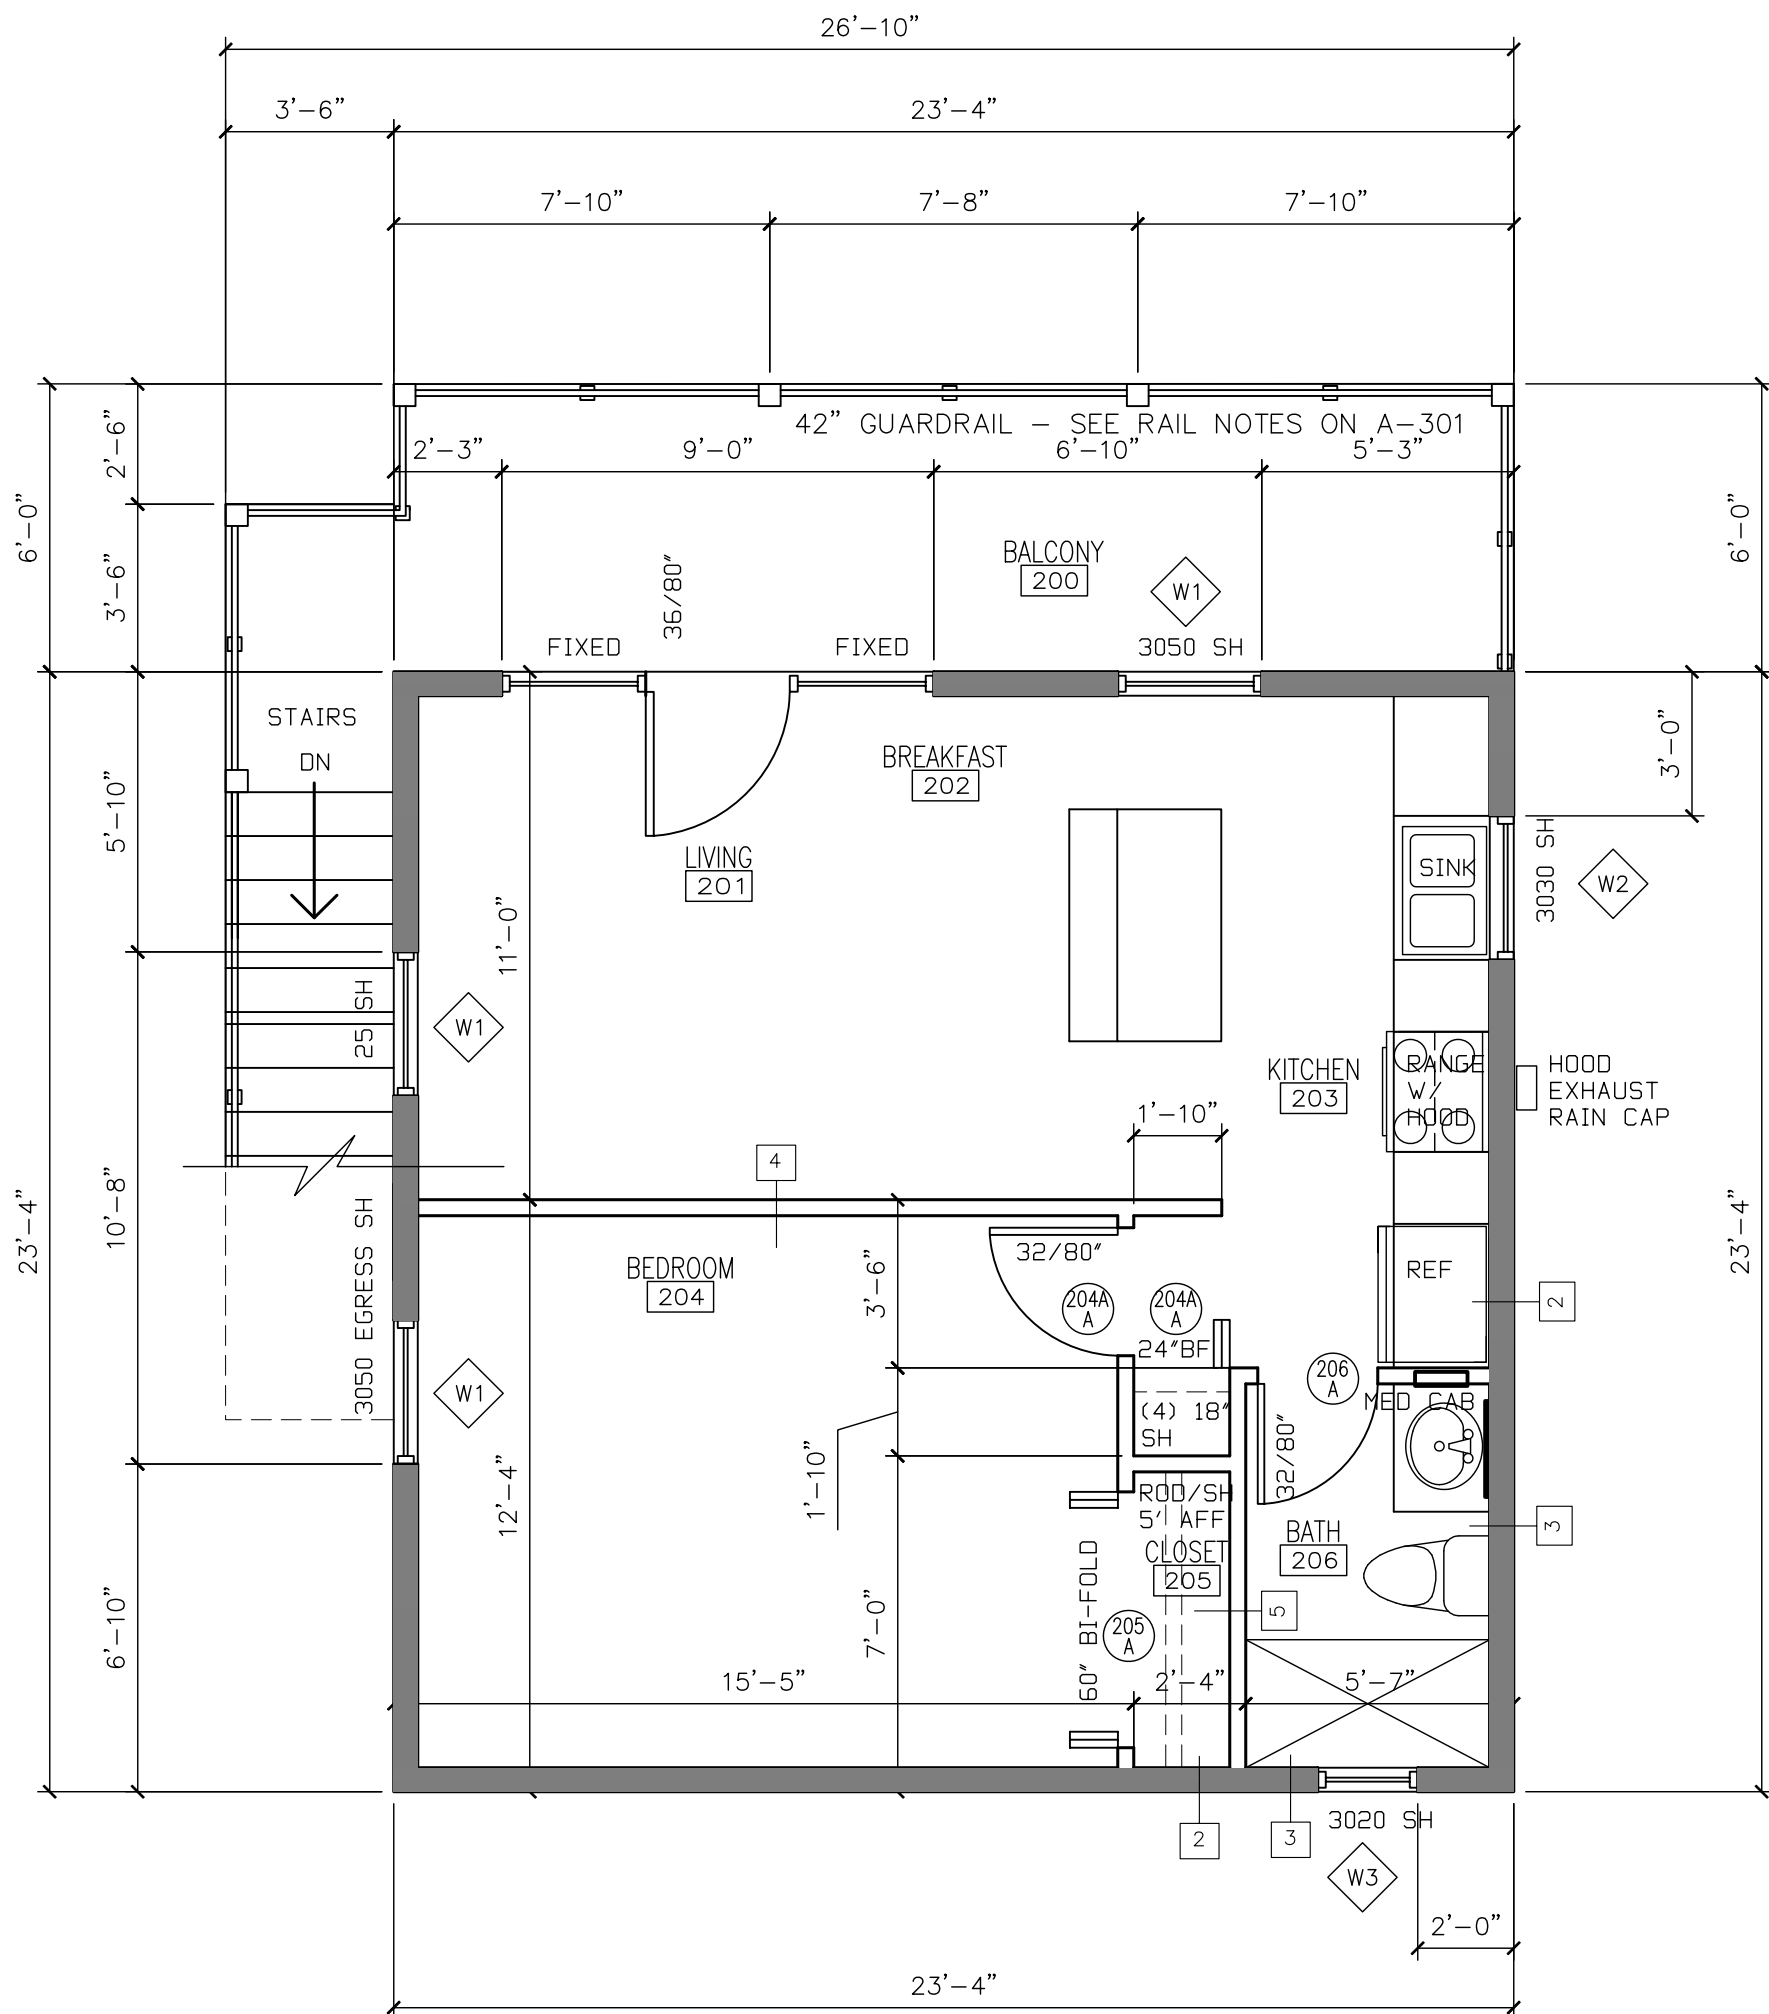 26'-10"
3'-6"
23'-4"
7'-10"
7'-8"
7'-10"
42" GUARDRAIL - SEE RAIL NOTES ON A-301
2'-3"
9'-0"
6'-10"
5'-3"
6'-0"
2'-6"
3'-6"
6'-0"
36/80"
BALCONY
200
W1
FIXED
FIXED
3050 SH
STAIRS
DN
BREAKFAST
202
3'-0"
5'-10"
LIVING
201
SINK
3030 SH
W2
11'-0"
25 SH
W1
KITCHEN
203
RANGE
W/
HOOD
HOOD
EXHAUST
RAIN CAP
1'-10"
4
10'-8"
23'-4"
23'-4"
3050 EGRESS SH
W1
BEDROOM
204
3'-6"
32/80"
204A
A
204A
A
24"BF
REF
2
206
A
MED CAB
(4) 18"
SH
32/80"
1'-10"
12'-4"
ROD/SH
5' AFF
CLOSET
205
BATH
206
3
60" BI-FOLD
205
A
5
6'-10"
7'-0"
15'-5"
2'-4"
5'-7"
2
3
3020 SH
W3
2'-0"
23'-4"